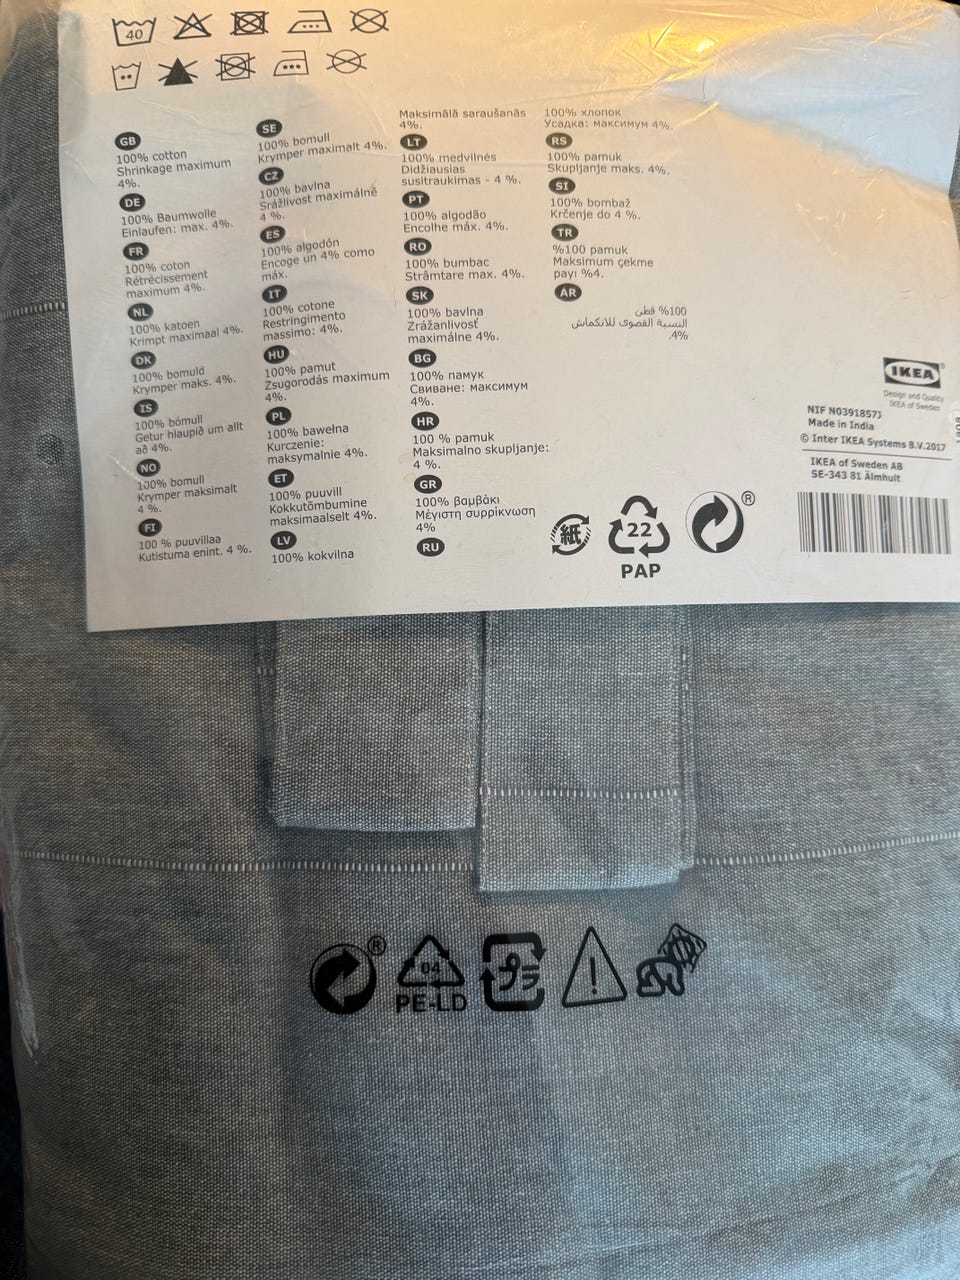 40
GB
100% cotton
Shrinkage maximum
4%.
DE
100% Baumwolle
Einlaufen: max. 4%.
FR
100% coton
Rétrécissement
maximum 4%.
NL
100% katoen
Krimpt maximaal 4%.
DK
100% bomuld
Krymper maks. 4%.
IS
100% bómull
Getur hlaupið um allt
að 4%.
NO
100% bomull
Krymper maksimalt
4 %.
FI
100 % puuvillaa
Kutistuma enint. 4 %.
SE
100% bomull
Krymper maximalt 4%.
CZ
100% bavlna
Srážlivost maximálně
4 %.
ES
100% algodón
Encoge un 4% como
máx.
IT
100% cotone
Restringimento
massimo: 4%.
HU
100% pamut
Zsugorodás maximum
4%.
PL
100% bawełna
Kurczenie:
maksymalnie 4%.
ET
100% puuvill
Kokkutõmbumine
maksimaalselt 4%.
LV
100% kokvilna
Maksimālā saraušanās
4%.
LT
100% medvilnės
Didžiausias
susitraukimas - 4 %.
PT
100% algodão
Encolhe máx. 4%.
RO
100% bumbac
Strâmtare max. 4%.
SK
100% bavlna
Zrážanlivosť
maximálne 4%.
BG
100% памук
Свиване: максимум
4%.
HR
100 % pamuk
Maksimalno skupljanje:
4 %.
GR
100% βαμβάκι
Μέγιστη συρρίκνωση
4%
RU
100% хлопок
Усадка: максимум 4%.
RS
100% pamuk
Skupljanje maks. 4%.
SI
100% bombaž
Krčenje do 4 %.
TR
%100 pamuk
Maksimum çekme
payı %4.
AR
100% قطن
النسبة القصوى للانكماش
4%.
IKEA
Design and Quality
IKEA of Sweden
NIF N0391857J
Made in India
© Inter IKEA Systems B.V.2017
IKEA of Sweden AB
SE-343 81 Älmhult
1808
紙
22
PAP
®
®
04
PE-LD
プラ
!